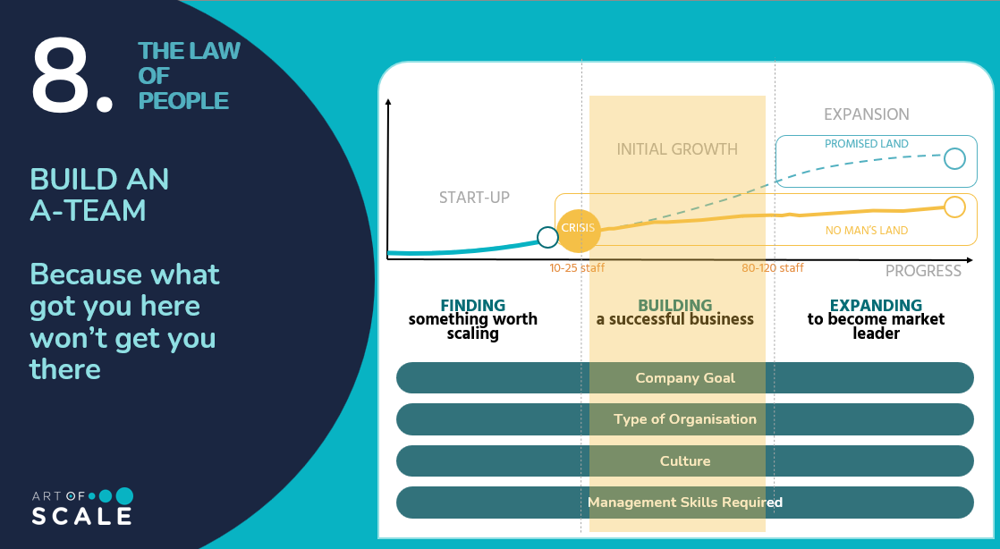 8.
THE LAW
OF
PEOPLE
BUILD AN
A-TEAM
Because what
got you here
won't get you
there
ART OF
SCALE
EXPANSION
PROMISED LAND
INITIAL GROWTH
START-UP
CRISIS
NO MAN'S LAND
10-25 staff
80-120 staff
PROGRESS
FINDING
something worth
scaling
BUILDING
a successful business
EXPANDING
to become market
leader
Company Goal
Type of Organisation
Culture
Management Skills Required